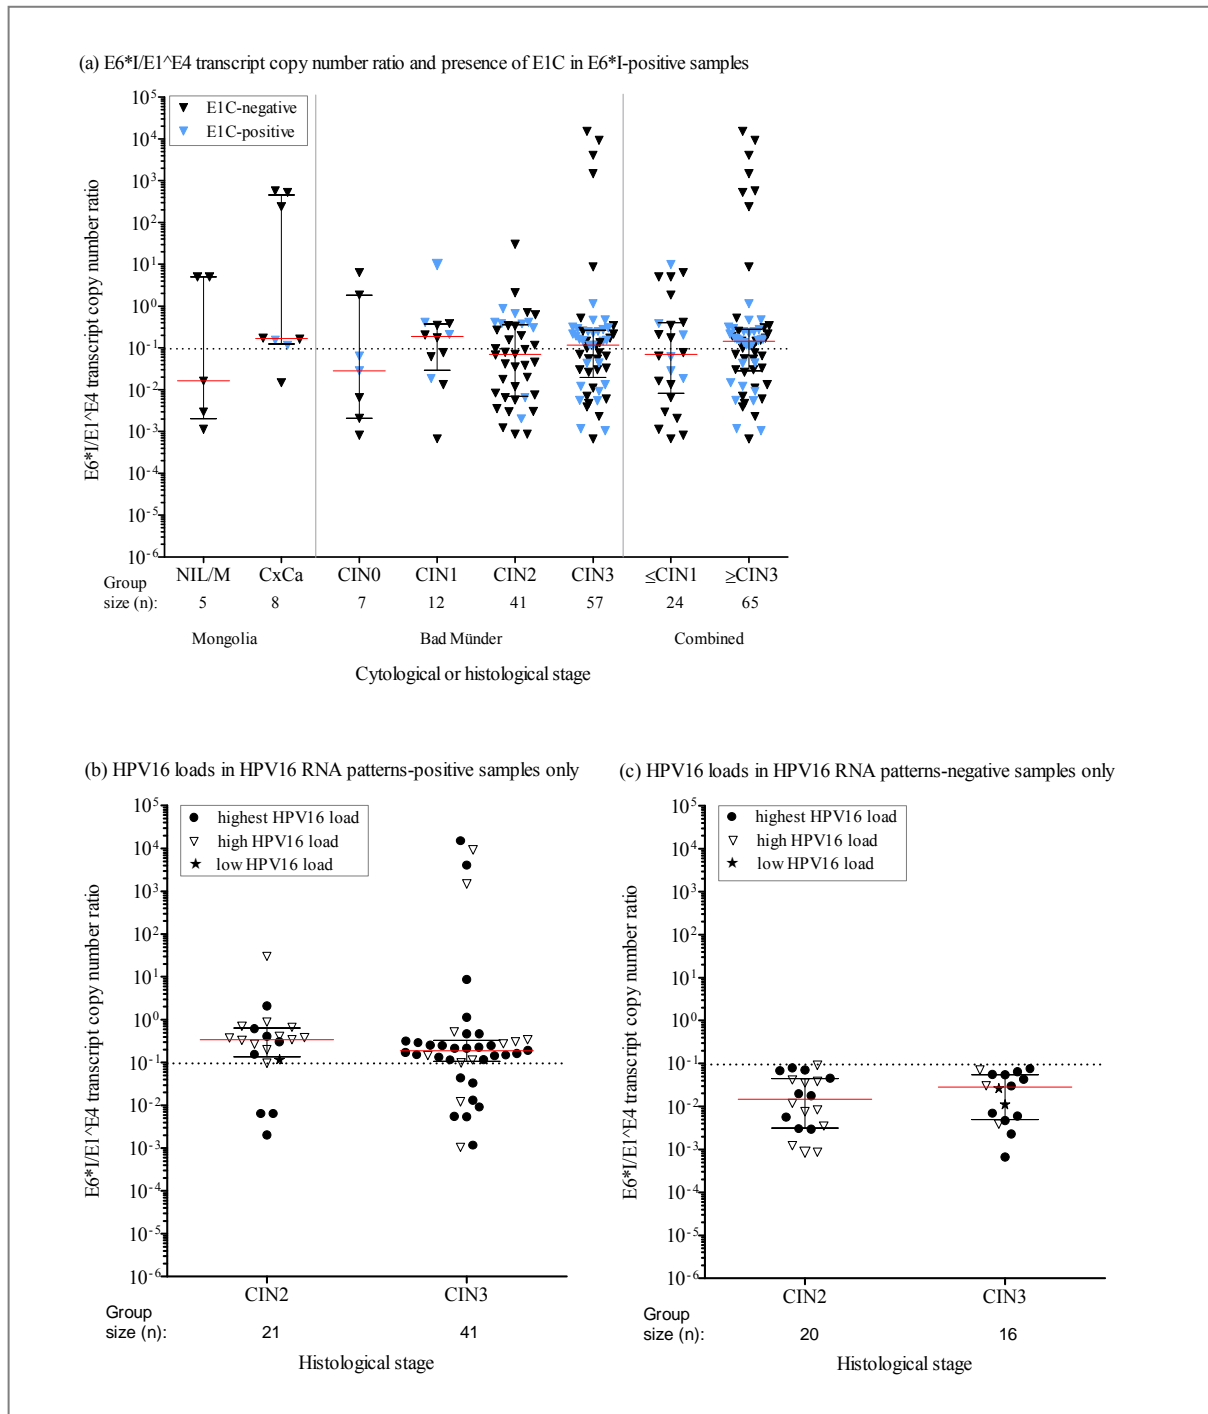 (a) E6*I/E1^E4 transcript copy number ratio and presence of E1C in E6*I-positive samples
E6*I/E1^E4 transcript copy number ratio
10^5
10^4
10^3
10^2
10^1
10^0
10^-1
10^-2
10^-3
10^-4
10^-5
10^-6
E1C-negative
E1C-positive
NIL/M CxCa CIN0 CIN1 CIN2 CIN3 ≤CIN1 ≥CIN3
Group
size (n): 5 8 7 12 41 57 24 65
Mongolia Bad Münder Combined
Cytological or histological stage
(b) HPV16 loads in HPV16 RNA patterns-positive samples only
E6*I/E1^E4 transcript copy number ratio
10^5
10^4
10^3
10^2
10^1
10^0
10^-1
10^-2
10^-3
10^-4
10^-5
10^-6
highest HPV16 load
high HPV16 load
low HPV16 load
CIN2 CIN3
Group
size (n): 21 41
Histological stage
(c) HPV16 loads in HPV16 RNA patterns-negative samples only
E6*I/E1^E4 transcript copy number ratio
10^5
10^4
10^3
10^2
10^1
10^0
10^-1
10^-2
10^-3
10^-4
10^-5
10^-6
highest HPV16 load
high HPV16 load
low HPV16 load
CIN2 CIN3
Group
size (n): 20 16
Histological stage